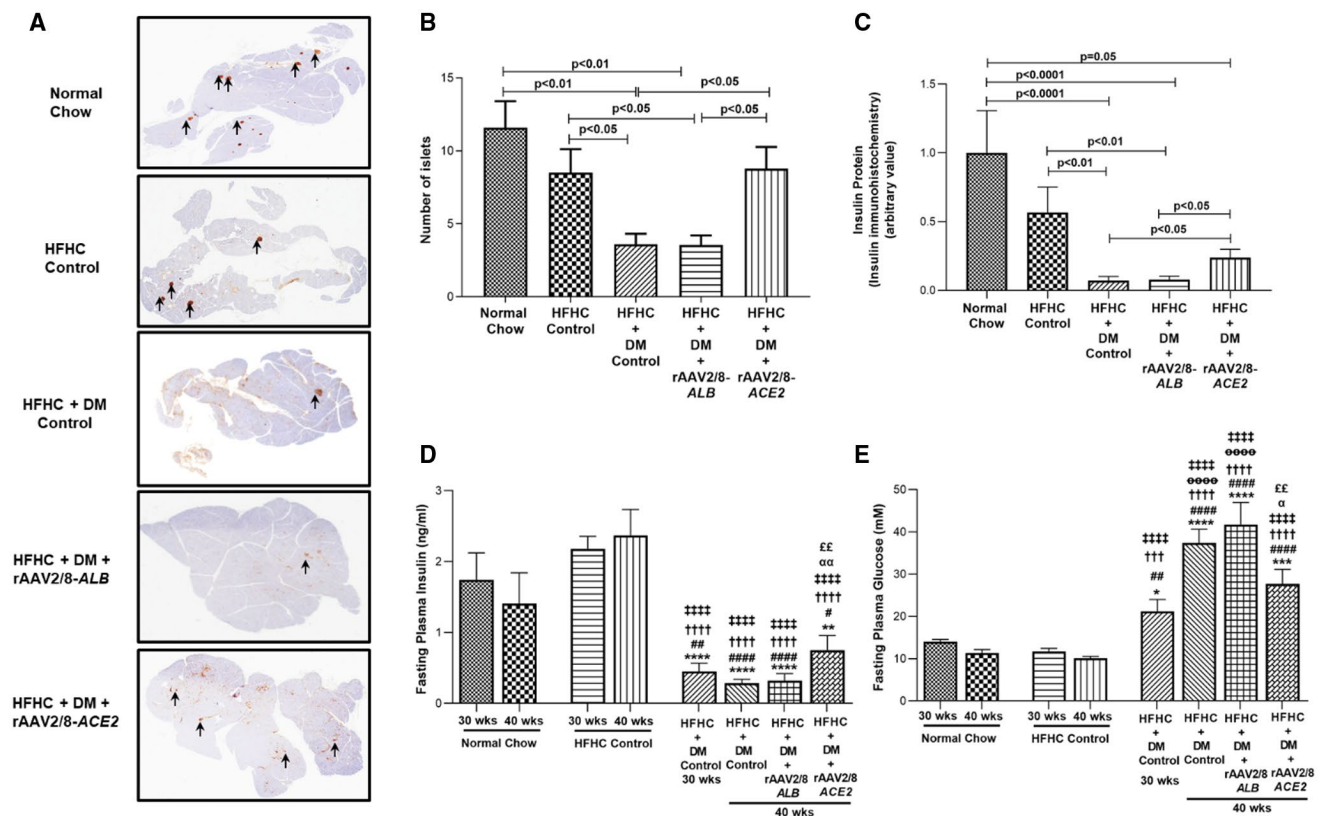 A
Normal
Chow
HFHC
Control
HFHC + DM
Control
HFHC + DM +
rAAV2/8-ALB
HFHC + DM +
rAAV2/8-ACE2
B
Number of islets
15
10
5
0
p<0.01
p<0.01
p<0.05
p<0.05
p<0.05
p<0.05
Normal
Chow
HFHC
Control
HFHC
+
DM
Control
HFHC
+
DM
+
rAAV2/8-
ALB
HFHC
+
DM
+
rAAV2/8-
ACE2
C
Insulin Protein
(Insulin immunohistochemistry)
(arbitrary value)
1.5
1.0
0.5
0.0
p=0.05
p<0.0001
p<0.0001
p<0.01
p<0.01
p<0.05
p<0.05
Normal
Chow
HFHC
Control
HFHC
+
DM
Control
HFHC
+
DM
+
rAAV2/8-
ALB
HFHC
+
DM
+
rAAV2/8-
ACE2
D
Fasting Plasma Insulin (ng/ml)
3
2
1
0
‡‡‡‡
††††
##
****
‡‡‡‡
††††
####
****
‡‡‡‡
††††
####
****
££
αα
‡‡‡‡
††††
#
**
30 wks 40 wks
Normal Chow
30 wks 40 wks
HFHC Control
HFHC
+
DM
Control
30 wks
HFHC
+
DM
Control
HFHC
+
DM
+
rAAV2/8
ALB
HFHC
+
DM
+
rAAV2/8
ACE2
40 wks
E
Fasting Plasma Glucose (mM)
50
40
30
20
10
0
‡‡‡‡
†††
##
*
‡‡‡‡
ɵɵɵɵ
††††
####
****
‡‡‡‡
ɵɵɵɵ
††††
####
****
££
α
‡‡‡‡
††††
####
***
30 wks 40 wks
Normal Chow
30 wks 40 wks
HFHC Control
HFHC
+
DM
Control
30 wks
HFHC
+
DM
Control
HFHC
+
DM
+
rAAV2/8
ALB
HFHC
+
DM
+
rAAV2/8
ACE2
40 wks